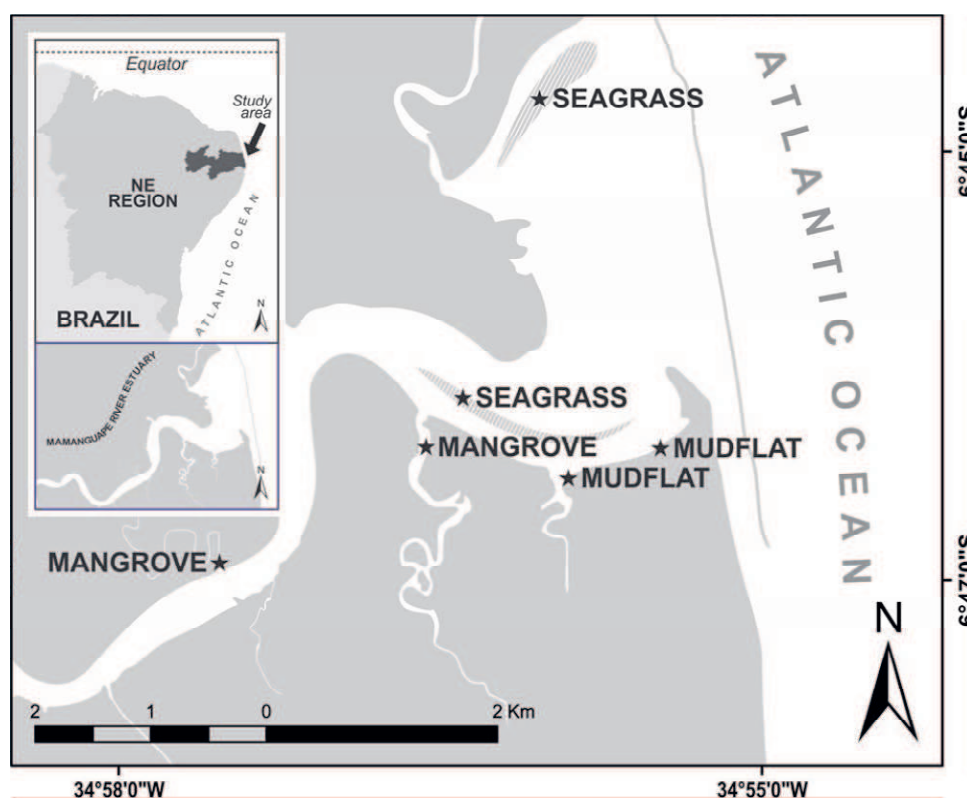 Equator
Study
area
NE
REGION
ATLANTIC OCEAN
BRAZIL
N
MAMANGUAPE RIVER ESTUARY
N
SEAGRASS
ATLANTIC OCEAN
6°45'0"S
SEAGRASS
MANGROVE
MUDFLAT
MUDFLAT
MANGROVE
6°47'0"S
N
2 1 0 2 Km
34°58'0"W 34°55'0"W